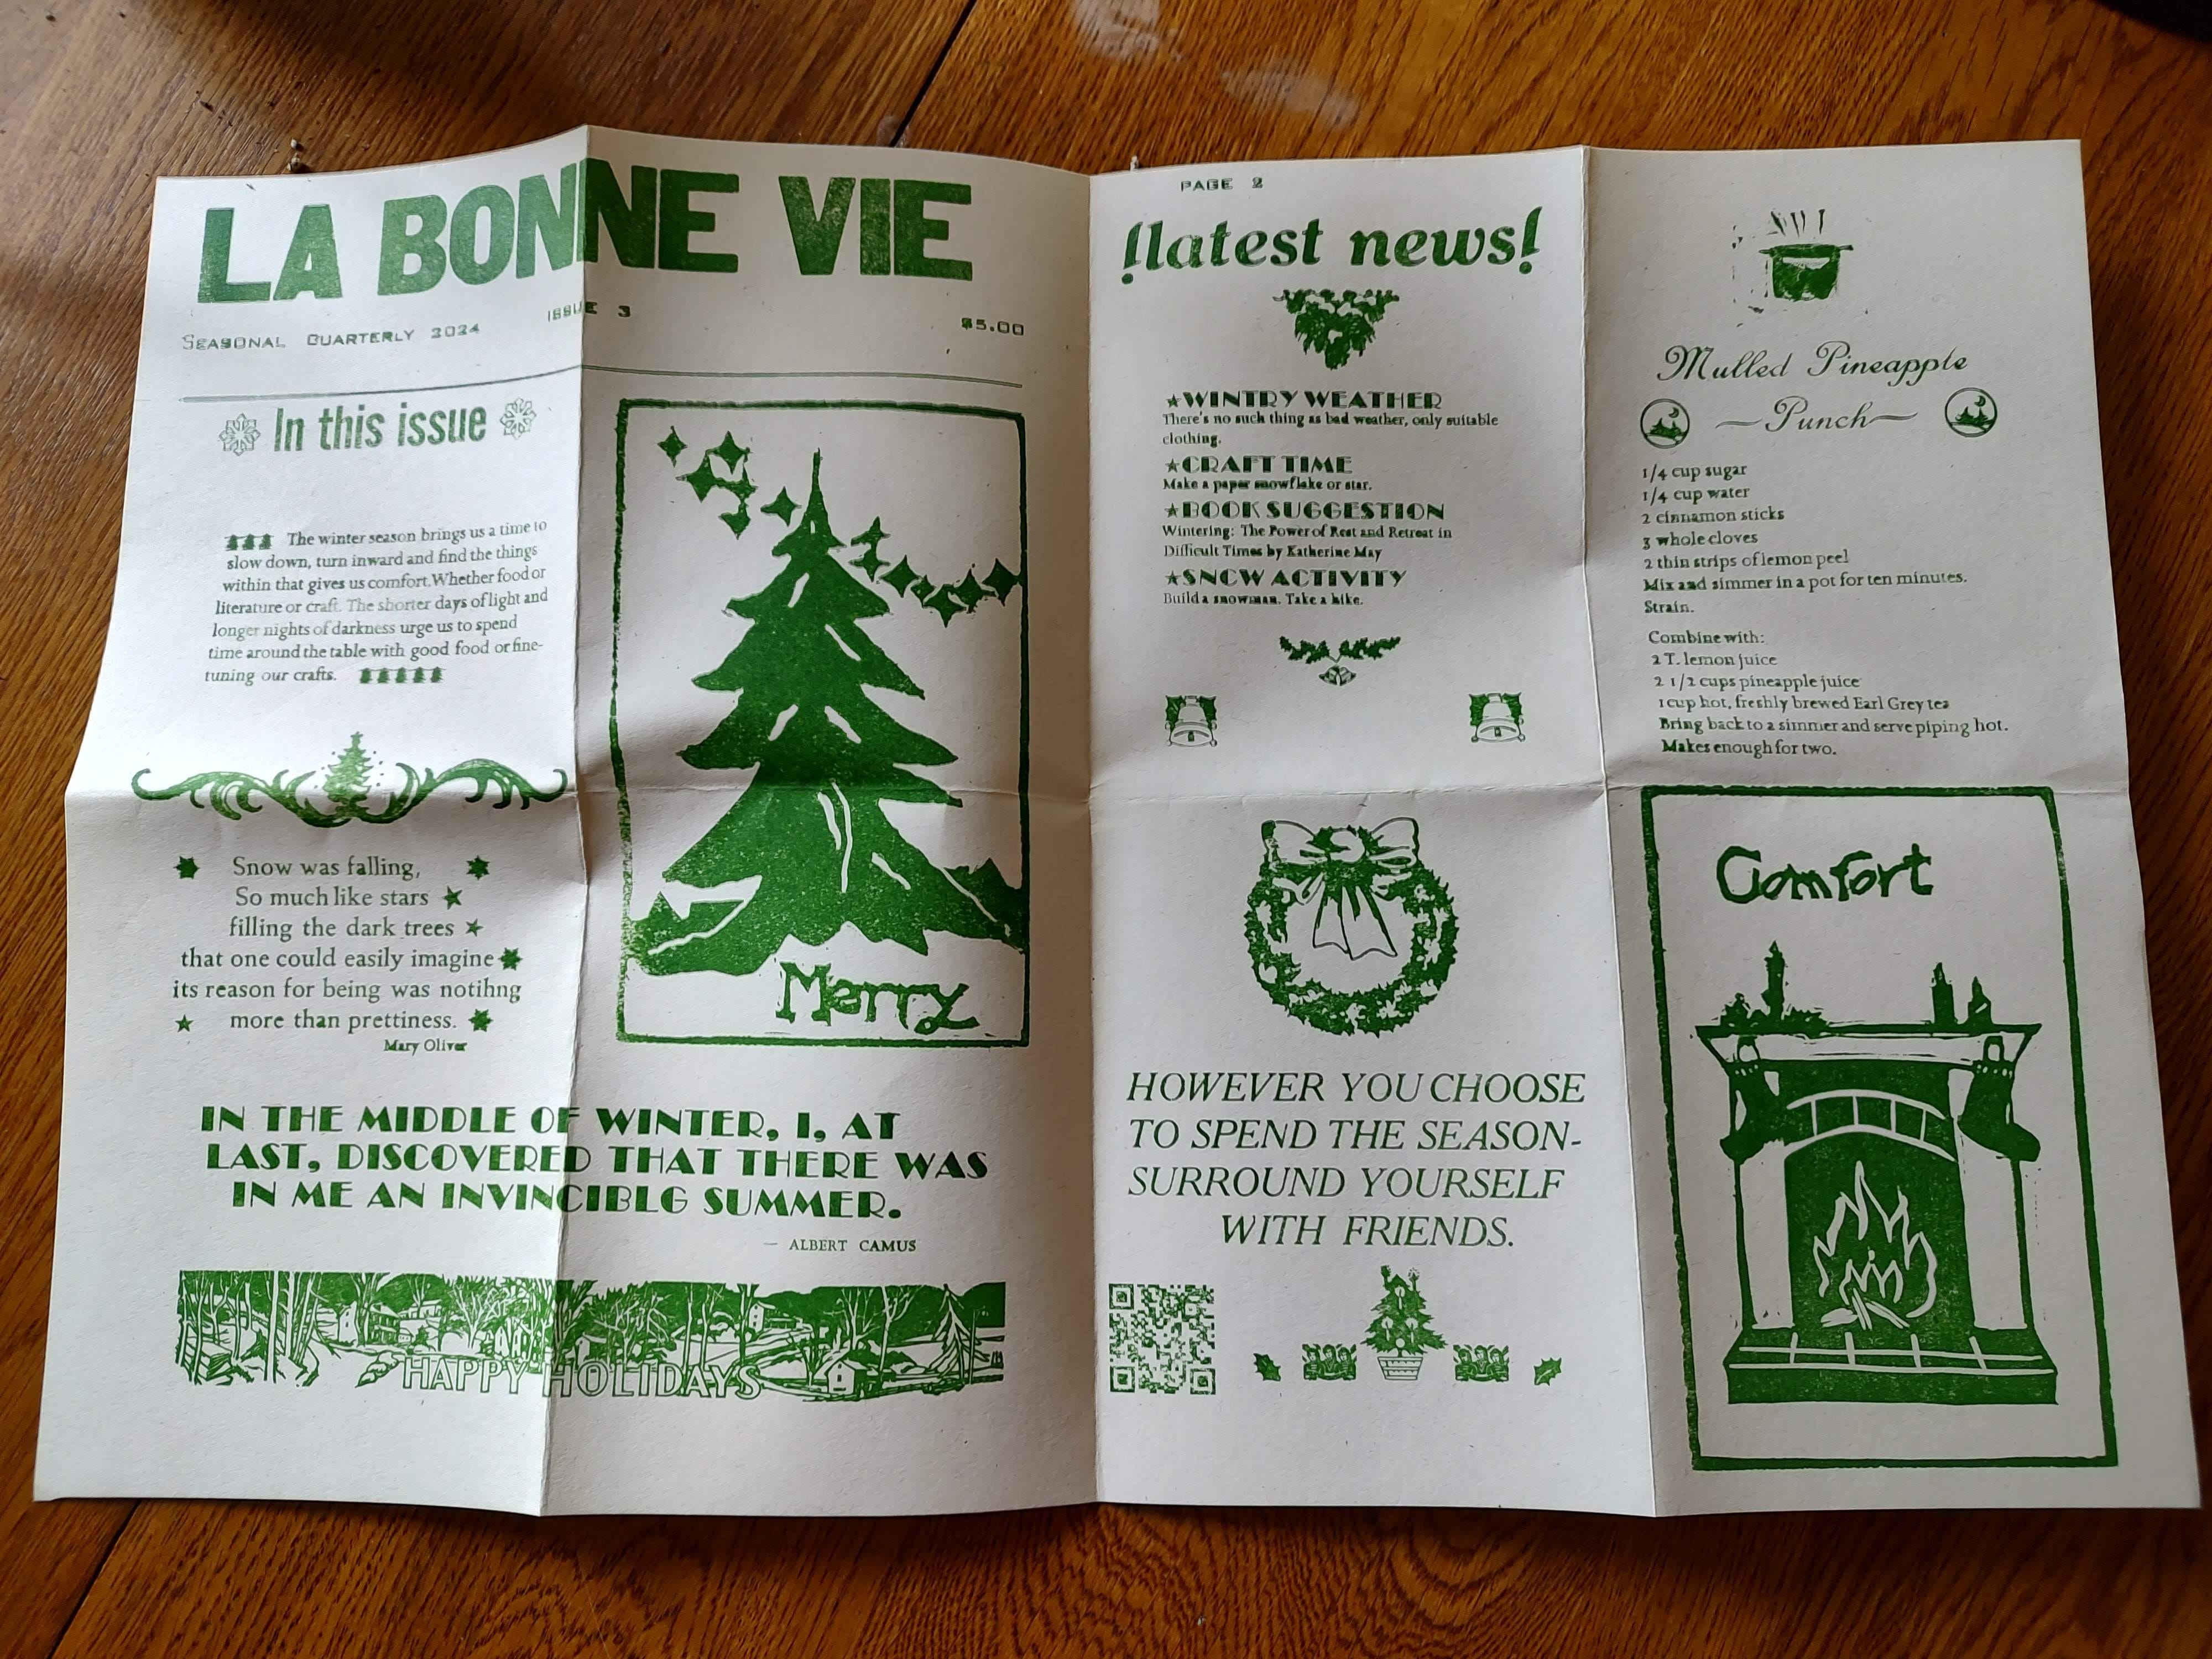 LA BONNE VIE
SEASONAL QUARTERLY 2024
ISSUE 3
$5.00
In this issue
The winter season brings us a time to
slow down, turn inward and find the things
within that gives us comfort.Whether food or
literature or craft. The shorter days of light and
longer nights of darkness urge us to spend
time around the table with good food or fine-
tuning our crafts.
Snow was falling,
So much like stars
filling the dark trees
that one could easily imagine
its reason for being was notihng
more than prettiness.
Mary Oliver
Merry
IN THE MIDDLE OF WINTER, I, AT
LAST, DISCOVERED THAT THERE WAS
IN ME AN INVINCIBLG SUMMER.
— ALBERT CAMUS
HAPPY HOLIDAYS
PAGE 2
!latest news!
★WINTRY WEATHER
There's no such thing as bad weather, only suitable
clothing.
★CRAFT TIME
Make a paper snowflake or star.
★BOOK SUGGESTION
Wintering: The Power of Rest and Retreat in
Difficult Times by Katherine May
★SNCW ACTIVITY
Build a snowman. Take a hike.
HOWEVER YOU CHOOSE
TO SPEND THE SEASON-
SURROUND YOURSELF
WITH FRIENDS.
Mulled Pineapple
~Punch~
1/4 cup sugar
1/4 cup water
2 cinnamon sticks
3 whole cloves
2 thin strips of lemon peel
Mix and simmer in a pot for ten minutes.
Strain.
Combine with:
2 T. lemon juice
2 1/2 cups pineapple juice
1 cup hot, freshly brewed Earl Grey tea
Bring back to a simmer and serve piping hot.
Makes enough for two.
Comfort